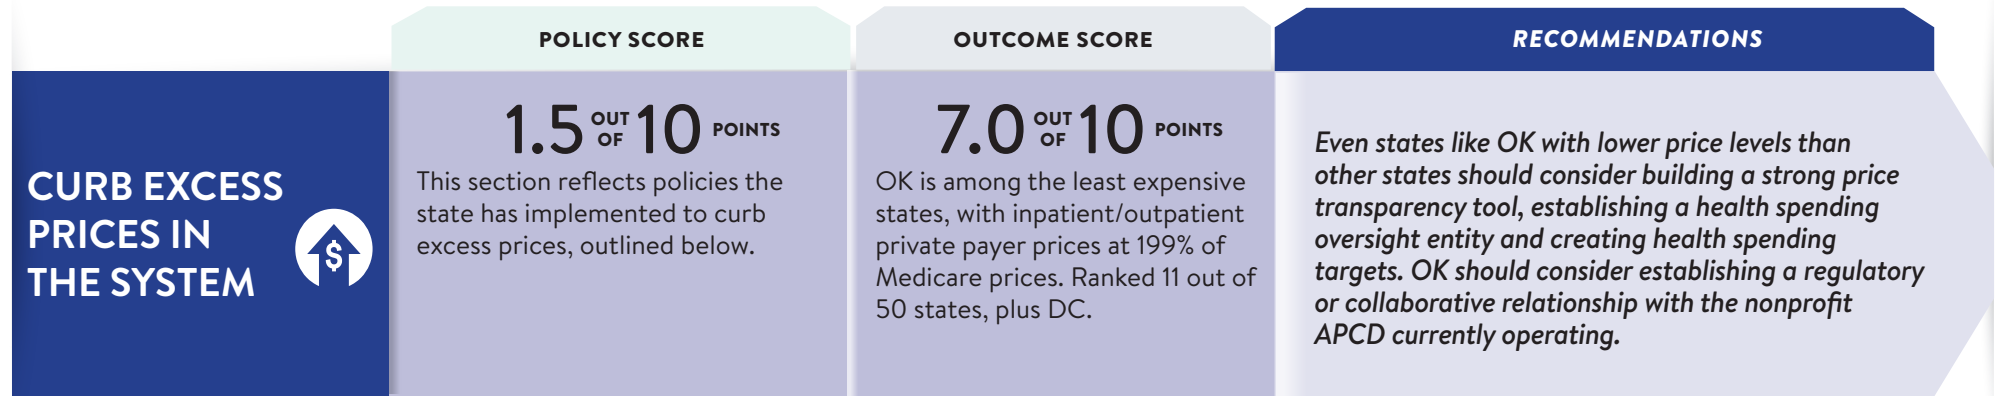 POLICY SCORE
OUTCOME SCORE
RECOMMENDATIONS
CURB EXCESS
PRICES IN
THE SYSTEM
$
1.5 OUT OF 10 POINTS
This section reflects policies the
state has implemented to curb
excess prices, outlined below.
7.0 OUT OF 10 POINTS
OK is among the least expensive
states, with inpatient/outpatient
private payer prices at 199% of
Medicare prices. Ranked 11 out of
50 states, plus DC.
Even states like OK with lower price levels than
other states should consider building a strong price
transparency tool, establishing a health spending
oversight entity and creating health spending
targets. OK should consider establishing a regulatory
or collaborative relationship with the nonprofit
APCD currently operating.